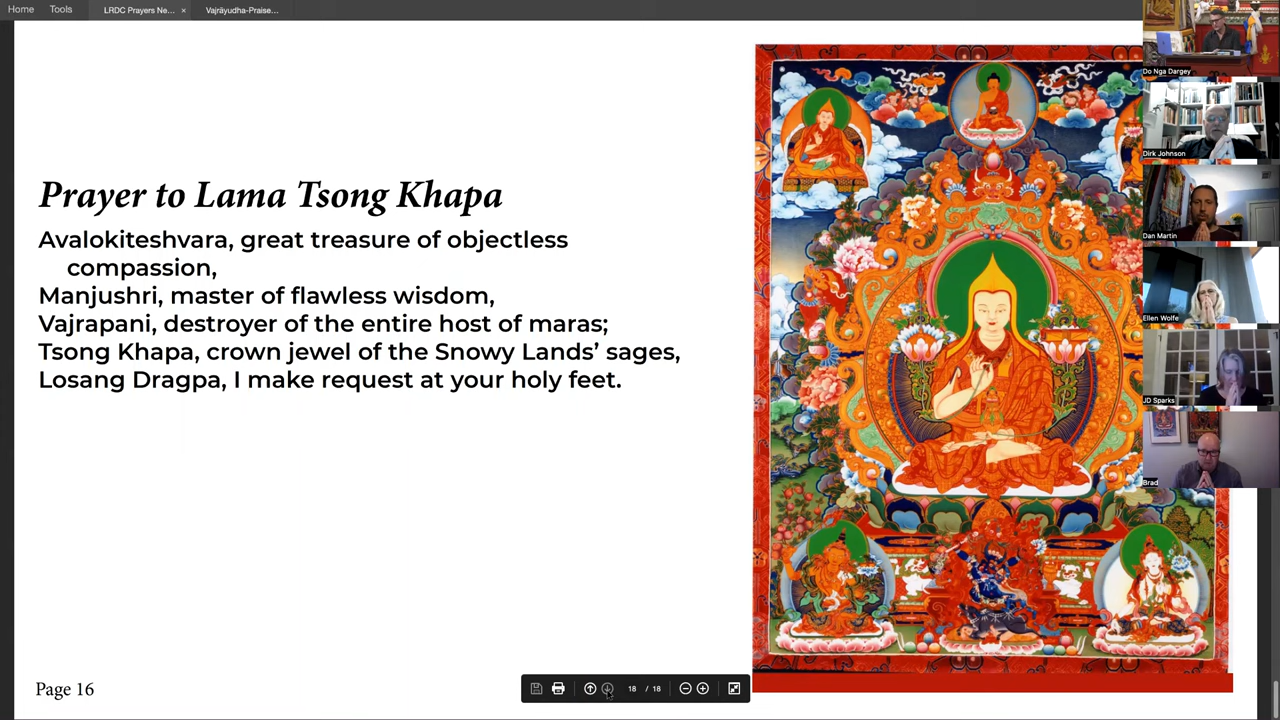 Home Tools LRDC Prayers Ne... × Vajrāyudha-Praise...
Prayer to Lama Tsong Khapa
Avalokiteshvara, great treasure of objectless
compassion,
Manjushri, master of flawless wisdom,
Vajrapani, destroyer of the entire host of maras;
Tsong Khapa, crown jewel of the Snowy Lands’ sages,
Losang Dragpa, I make request at your holy feet.
Page 16
18 / 18
Do Nga Dargey
Dirk Johnson
Dan Martin
Ellen Wolfe
JD Sparks
Brad